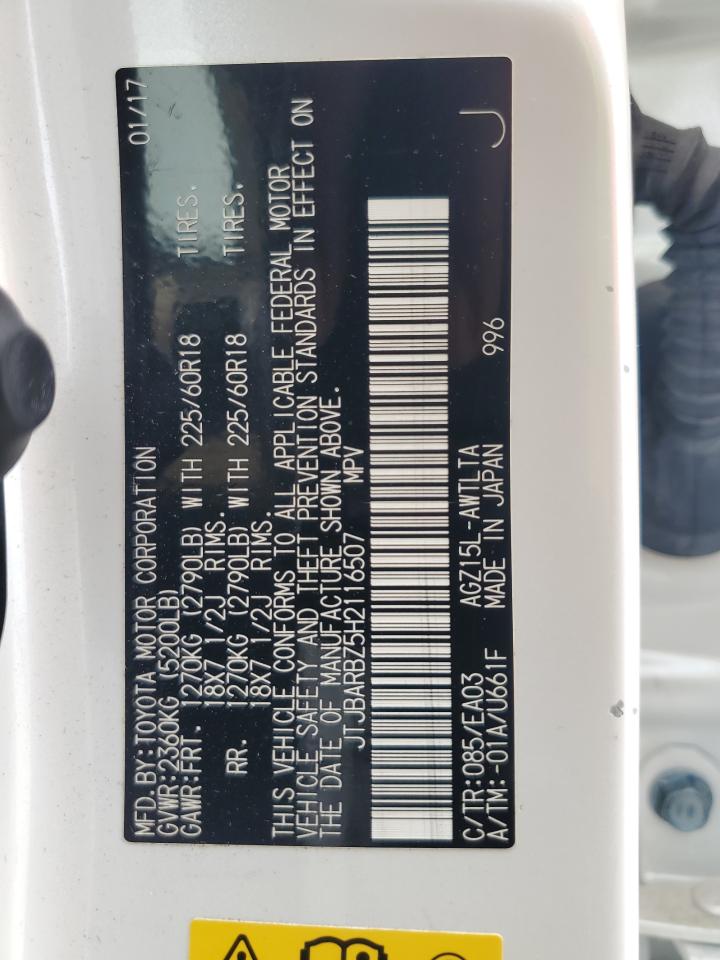 MFD.BY:TOYOTA MOTOR CORPORATION 01/17
GVWR:2360KG (5200LB)
GAWR:FRT. 1270KG (2790LB) WITH 225/60R18 TIRES.
18X7 1/2J RIMS.
RR. 1270KG (2790LB) WITH 225/60R18 TIRES.
18X7 1/2J RIMS.
THIS VEHICLE CONFORMS TO ALL APPLICABLE FEDERAL MOTOR
VEHICLE SAFETY AND THEFT PREVENTION STANDARDS IN EFFECT ON
THE DATE OF MANUFACTURE SHOWN ABOVE.
JTJBARBZ5H2116507 MPV
C/TR:085/EA03 AGZ15L-AWTLTA J
A/TM:-01A/U661F MADE IN JAPAN 996